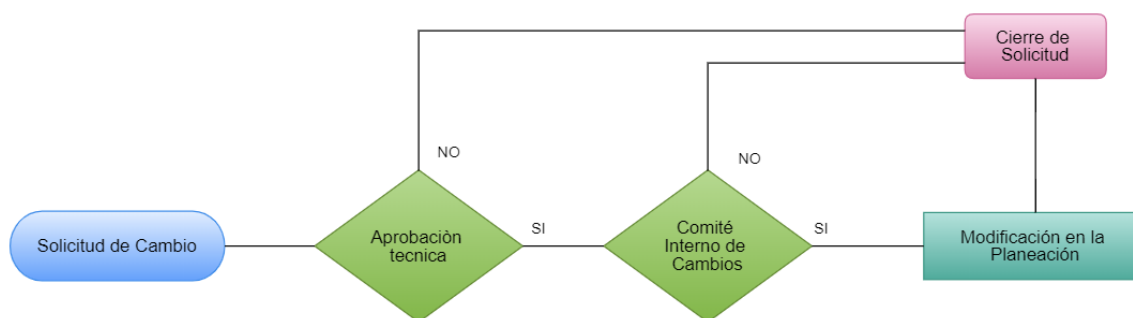 Cierre de
Solicitud
NO
NO
Solicitud de Cambio
Aprobaciòn
tecnica
SI
Comité
Interno de
Cambios
SI
Modificación en la
Planeación